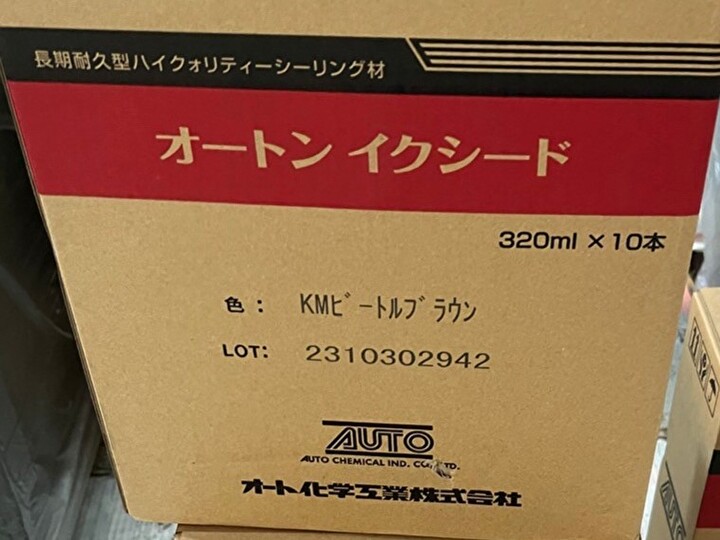 長期耐久型ハイクォリティーシーリング材
オートン イクシード
320ml ×10本
色： KMﾋﾞｰﾄﾙﾌﾞﾗｳﾝ
LOT: 2310302942
AUTO
AUTO CHEMICAL IND. CO., LTD.
オート化学工業株式会社
AUTO